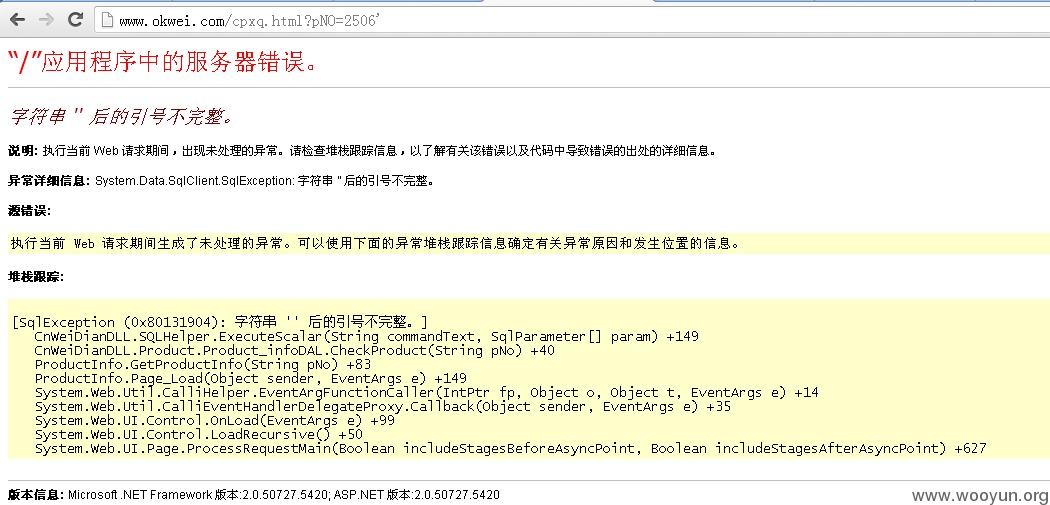 www.okwei.com/cpxq.html?pNO=2506'
“/”应用程序中的服务器错误。
字符串 '' 后的引号不完整。
说明: 执行当前 Web 请求期间，出现未处理的异常。请检查堆栈跟踪信息，以了解有关该错误以及代码中导致错误的出处的详细信息。
异常详细信息: System.Data.SqlClient.SqlException: 字符串 '' 后的引号不完整。
源错误:
执行当前 Web 请求期间生成了未处理的异常。可以使用下面的异常堆栈跟踪信息确定有关异常原因和发生位置的信息。
堆栈跟踪:
[SqlException (0x80131904): 字符串 '' 后的引号不完整。]
CnWeiDianDLL.SQLHelper.ExecuteScalar(String commandText, SqlParameter[] param) +149
CnWeiDianDLL.Product.Product_infoDAL.CheckProduct(String pNo) +40
ProductInfo.GetProductInfo(String pNo) +83
ProductInfo.Page_Load(Object sender, EventArgs e) +149
System.Web.Util.CalliHelper.EventArgFunctionCaller(IntPtr fp, Object o, Object t, EventArgs e) +14
System.Web.Util.CalliEventHandlerDelegateProxy.Callback(Object sender, EventArgs e) +35
System.Web.UI.Control.OnLoad(EventArgs e) +99
System.Web.UI.Control.LoadRecursive() +50
System.Web.UI.Page.ProcessRequestMain(Boolean includeStagesBeforeAsyncPoint, Boolean includeStagesAfterAsyncPoint) +627
版本信息: Microsoft .NET Framework 版本:2.0.50727.5420; ASP.NET 版本:2.0.50727.5420
www.wooyun.org